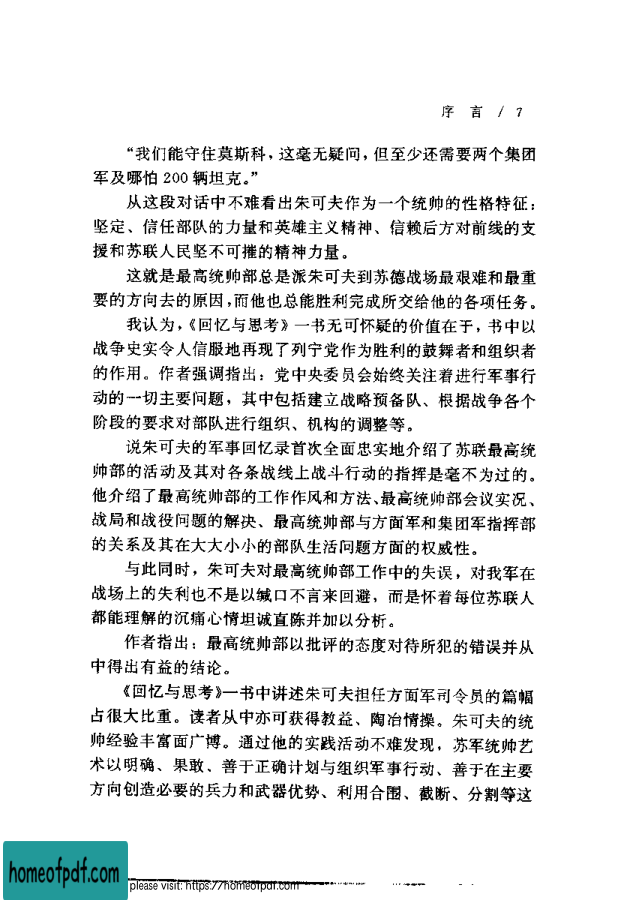 序 言 / 7
“我们能守住莫斯科，这毫无疑问，但至少还需要两个集团
军及哪怕 200 辆坦克。”
从这段对话中不难看出朱可夫作为一个统帅的性格特征：
坚定、信任部队的力量和英雄主义精神、信赖后方对前线的支
援和苏联人民坚不可摧的精神力量。
这就是最高统帅部总是派朱可夫到苏德战场最艰难和最重
要的方向去的原因，而他也总能胜利完成所交给他的各项任务。
我认为，《回忆与思考》一书无可怀疑的价值在于，书中以
战争史实令人信服地再现了列宁党作为胜利的鼓舞者和组织者
的作用。作者强调指出：党中央委员会始终关注着进行军事行
动的一切主要问题，其中包括建立战略预备队、根据战争各个
阶段的要求对部队进行组织、机构的调整等。
说朱可夫的军事回忆录首次全面忠实地介绍了苏联最高统
帅部的活动及其对各条战线上战斗行动的指挥是毫不为过的。
他介绍了最高统帅部的工作作风和方法、最高统帅部会议实况、
战局和战役问题的解决、最高统帅部与方面军和集团军指挥部
的关系及其在大大小小的部队生活问题方面的权威性。
与此同时，朱可夫对最高统帅部工作中的失误，对我军在
战场上的失利也不是以缄口不言来回避，而是怀着每位苏联人
都能理解的沉痛心情坦诚直陈并加以分析。
作者指出：最高统帅部以批评的态度对待所犯的错误并从
中得出有益的结论。
《回忆与思考》一书中讲述朱可夫担任方面军司令员的篇幅
占很大比重。读者从中亦可获得教益、陶冶情操。朱可夫的统
帅经验丰富面广博。通过他的实践活动不难发现，苏军统帅艺
术以明确、果敢、善于正确计划与组织军事行动、善于在主要
方向创造必要的兵力和武器优势、利用合围、截断、分割等这
homeofpdf.com
please visit: https://homeofpdf.com